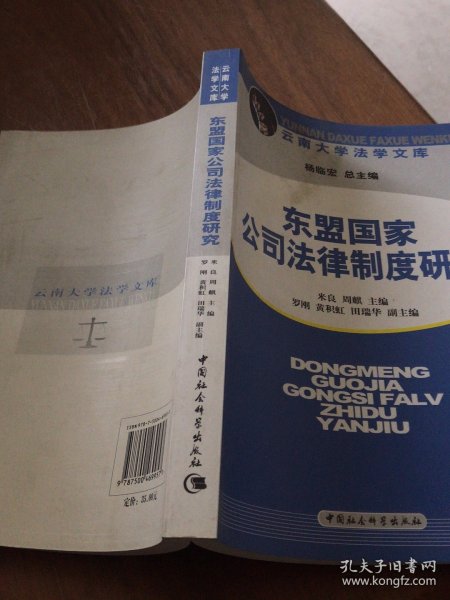 云南大学
法学文库
东盟国家公司法律制度研究
米良 周麒 主编
罗刚 黄积虹 田瑞华 副主编
中国社会科学出版社
YUNNAN DAXUE FAXUE WENKU
云南大学法学文库
杨临宏 总主编
东盟国家
公司法律制度研
米良 周麒 主编
罗刚 黄积虹 田瑞华 副主编
DONGMENG
GUOJIA
GONGSI FALV
ZHIDU
YANJIU
中国社会科学出版社
云南大学法学文库
定价：35.00元
孔夫子旧书网
www.kongfz.com